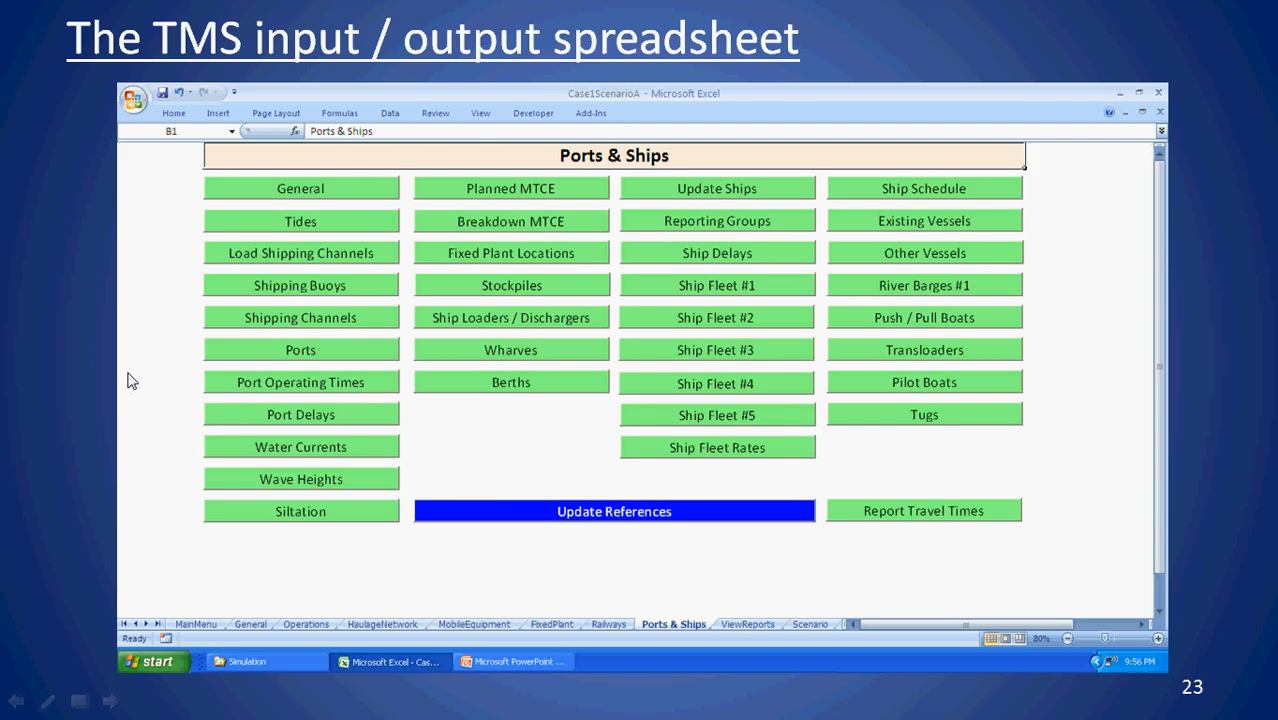 The TMS input / output spreadsheet
Case1ScenarioA - Microsoft Excel
Home Insert Page Layout Formulas Data Review View Developer Add-Ins
B1 fx Ports & Ships
Ports & Ships
General Planned MTCE Update Ships Ship Schedule
Tides Breakdown MTCE Reporting Groups Existing Vessels
Load Shipping Channels Fixed Plant Locations Ship Delays Other Vessels
Shipping Buoys Stockpiles Ship Fleet #1 River Barges #1
Shipping Channels Ship Loaders / Dischargers Ship Fleet #2 Push / Pull Boats
Ports Wharves Ship Fleet #3 Transloaders
Port Operating Times Berths Ship Fleet #4 Pilot Boats
Port Delays Ship Fleet #5 Tugs
Water Currents Ship Fleet Rates
Wave Heights
Siltation Update References Report Travel Times
MainMenu General Operations HaulageNetwork MobileEquipment FixedPlant Railways Ports & Ships ViewReports Scenario
Ready 80%
start Simulation Microsoft Excel - Cas... Microsoft PowerPoint ... 9:56 PM
23